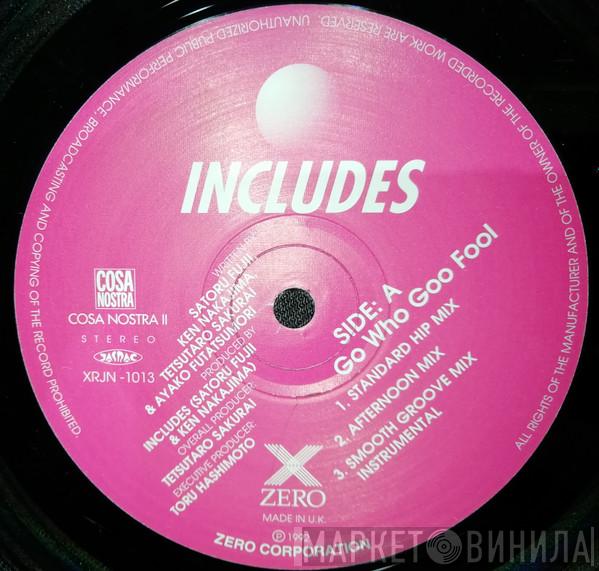 UNAUTHORIZED PUBLIC PERFORMANCE, BROADCASTING AND COPYING OF THE RECORD PROHIBITED.
ALL RIGHTS OF THE MANUFACTURER AND OF THE OWNER OF THE RECORDED WORK ARE RESERVED.
INCLUDES
COSA
NOSTRA
COSA NOSTRA II
STEREO
JASRAC
XRJN -1013
WRITTEN BY
SATORU FUJII,
KEN NAKAJIMA,
TETSUTARO SAKURAI
& AYAKO FUTATSUMORI
PRODUCED BY
INCLUDES (SATORU FUJII
& KEN NAKAJIMA)
OVERALL PRODUCER:
TETSUTARO SAKURAI
EXECUTIVE PRODUCER:
TORU HASHIMOTO
SIDE: A
Go Who Goo Fool
1. STANDARD HIP MIX
2. AFTERNOON MIX
3. SMOOTH GROOVE MIX
INSTRUMENTAL
X
ZERO
MADE IN U.K.
ZERO CORPORATION
МАРКЕТ ВИНИЛА